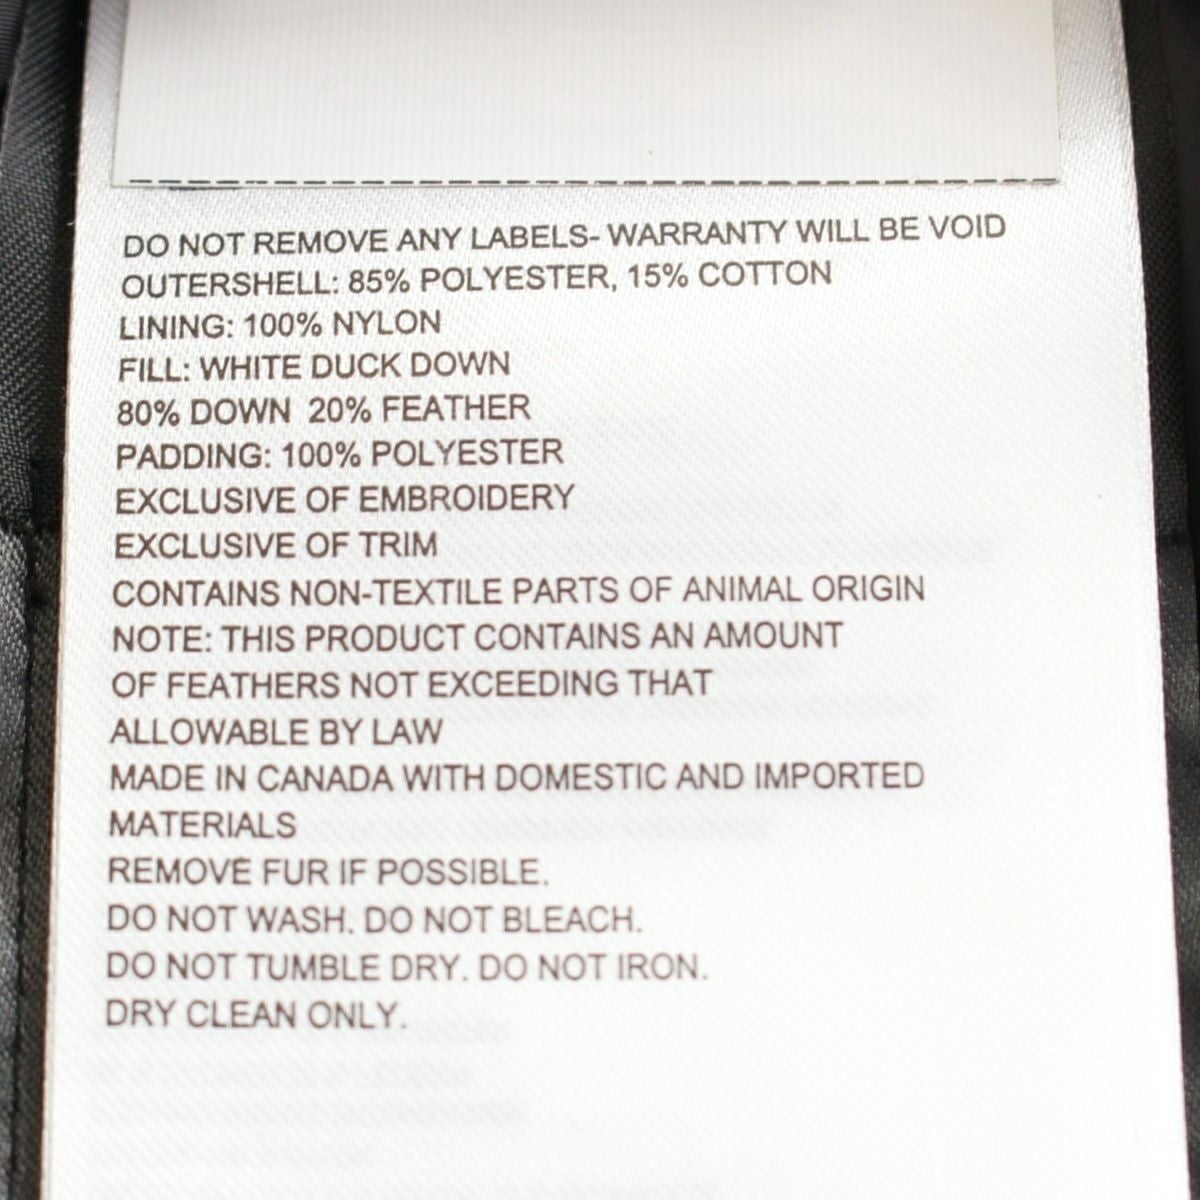 DO NOT REMOVE ANY LABELS- WARRANTY WILL BE VOID
OUTERSHELL: 85% POLYESTER, 15% COTTON
LINING: 100% NYLON
FILL: WHITE DUCK DOWN
80% DOWN 20% FEATHER
PADDING: 100% POLYESTER
EXCLUSIVE OF EMBROIDERY
EXCLUSIVE OF TRIM
CONTAINS NON-TEXTILE PARTS OF ANIMAL ORIGIN
NOTE: THIS PRODUCT CONTAINS AN AMOUNT
OF FEATHERS NOT EXCEEDING THAT
ALLOWABLE BY LAW
MADE IN CANADA WITH DOMESTIC AND IMPORTED
MATERIALS
REMOVE FUR IF POSSIBLE.
DO NOT WASH. DO NOT BLEACH.
DO NOT TUMBLE DRY. DO NOT IRON.
DRY CLEAN ONLY.